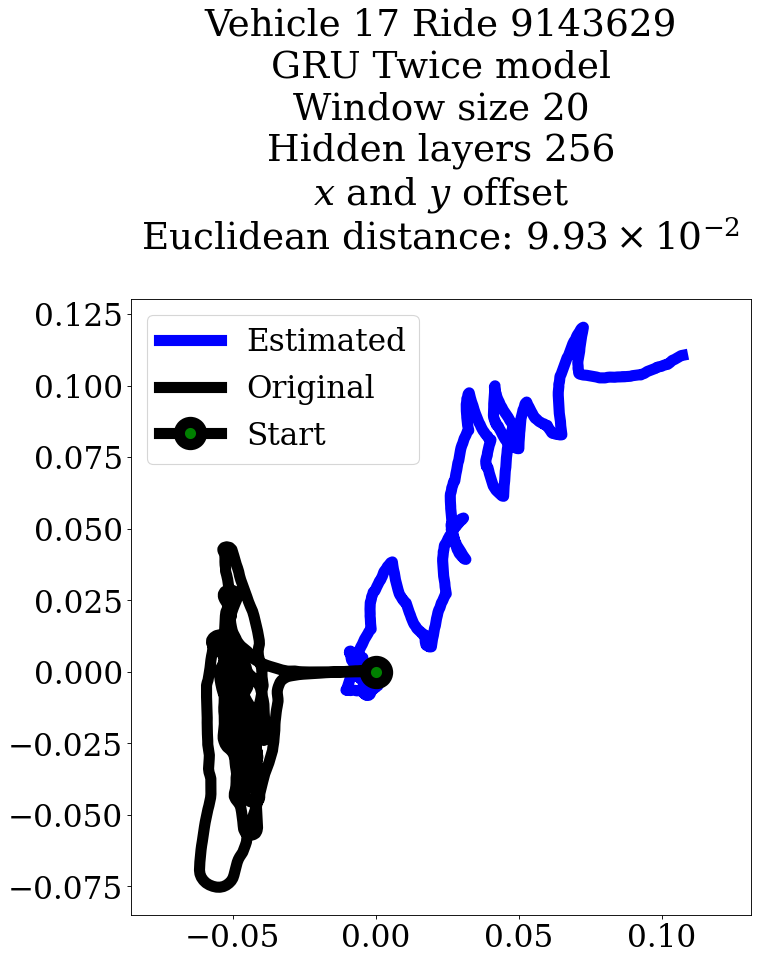 Vehicle 17 Ride 9143629
GRU Twice model
Window size 20
Hidden layers 256
x and y offset
Euclidean distance: 9.93 × 10⁻²
Estimated
Original
Start
0.125
0.100
0.075
0.050
0.025
0.000
−0.025
−0.050
−0.075
−0.05 0.00 0.05 0.10